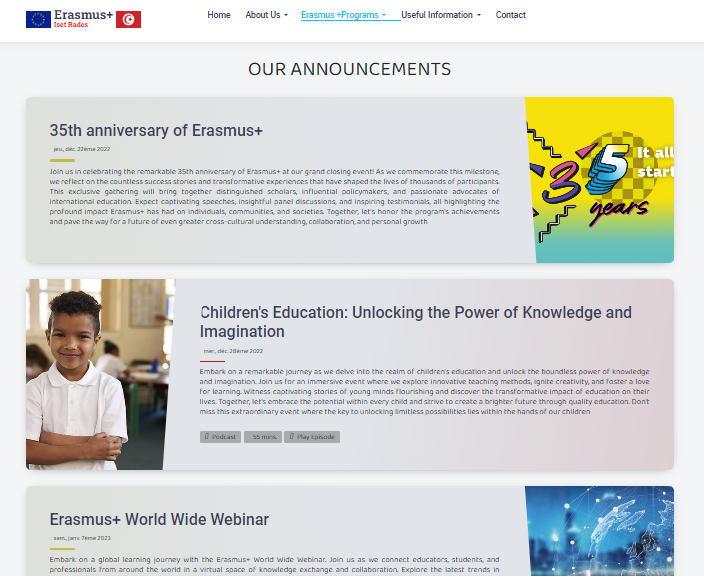 Erasmus+
Iset Rades
Home About Us Erasmus +Programs Useful Information Contact
OUR ANNOUNCEMENTS
35th anniversary of Erasmus+
jeu., déc. 22ème 2022
Join us in celebrating the remarkable 35th anniversary of Erasmus+ at our grand closing event! As we commemorate this milestone,
we reflect on the countless success stories and transformative experiences that have shaped the lives of thousands of participants.
This exclusive gathering will bring together distinguished scholars, influential policymakers, and passionate advocates of
international education. Expect captivating speeches, insightful panel discussions, and inspiring testimonials, all highlighting the
profound impact Erasmus+ has had on individuals, communities, and societies. Together, let's honor the program's achievements
and pave the way for a future of even greater cross-cultural understanding, collaboration, and personal growth
35
years
It all
start
Children's Education: Unlocking the Power of Knowledge and
Imagination
mer., déc. 28ème 2022
Embark on a remarkable journey as we delve into the realm of children's education and unlock the boundless power of knowledge
and imagination. Join us for an immersive event where we explore innovative teaching methods, ignite creativity, and foster a love
for learning. Witness captivating stories of young minds flourishing and discover the transformative impact of education on their
lives. Together, let's embrace the potential within every child and strive to create a brighter future through quality education. Don't
miss this extraordinary event where the key to unlocking limitless possibilities lies within the hands of our children
Podcast 55 mins. Play Episode
Erasmus+ World Wide Webinar
sam., janv. 7ème 2023
Embark on a global learning journey with the Erasmus+ World Wide Webinar. Join us as we connect educators, students, and
professionals from around the world in a virtual space of knowledge exchange and collaboration. Explore the latest trends in